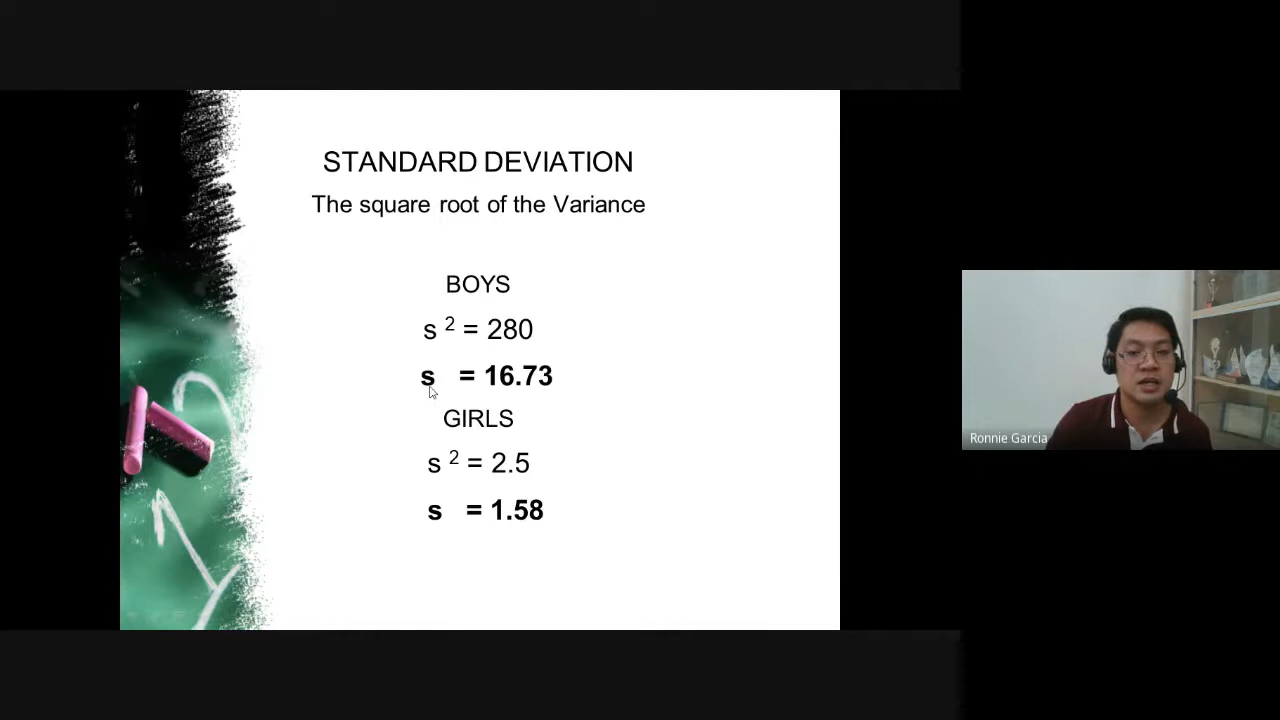 STANDARD DEVIATION
The square root of the Variance
BOYS
s ² = 280
s = 16.73
GIRLS
s ² = 2.5
s = 1.58
Ronnie Garcia